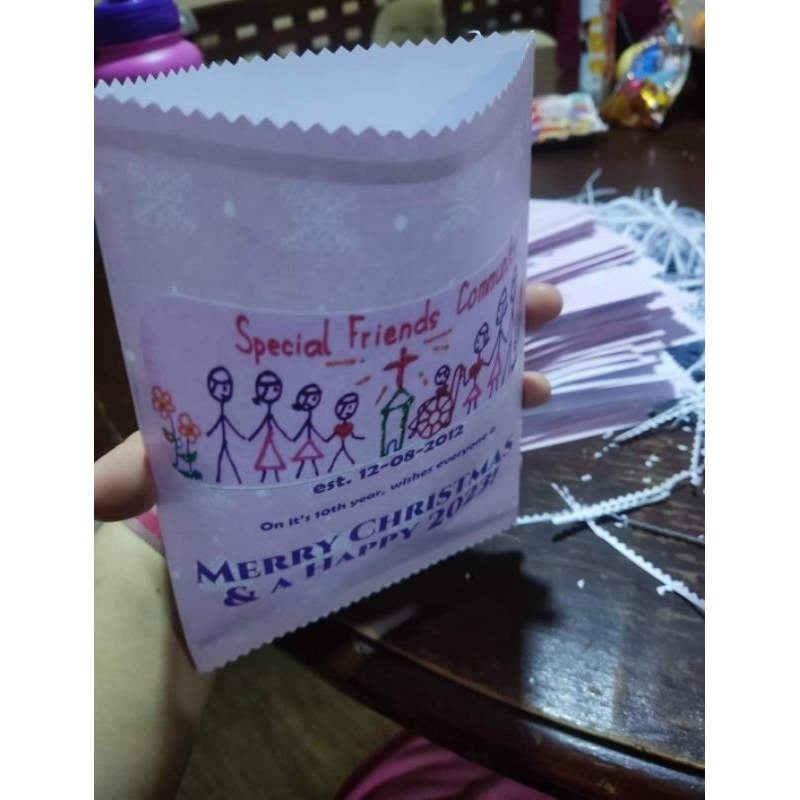 Special Friends Community
est. 12-08-2012
On it's 10th year, wishes everyone a
MERRY CHRISTMAS
& A HAPPY 2023!